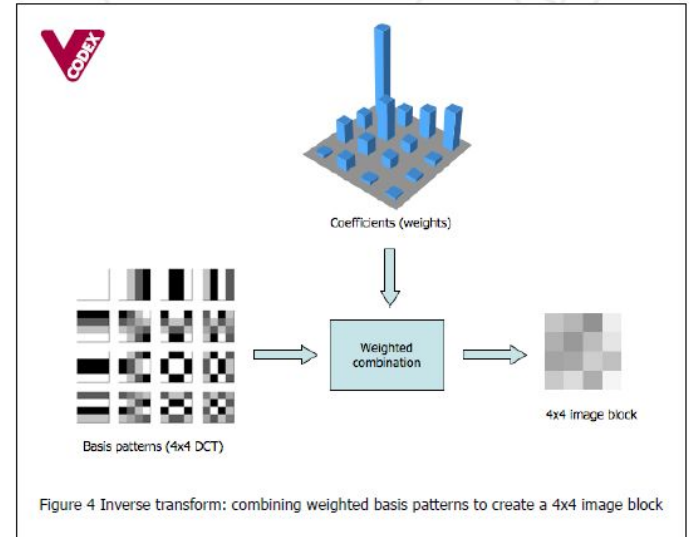 V
CODEX
Coefficients (weights)
Weighted
combination
Basis patterns (4x4 DCT)
4x4 image block
Figure 4 Inverse transform: combining weighted basis patterns to create a 4x4 image block